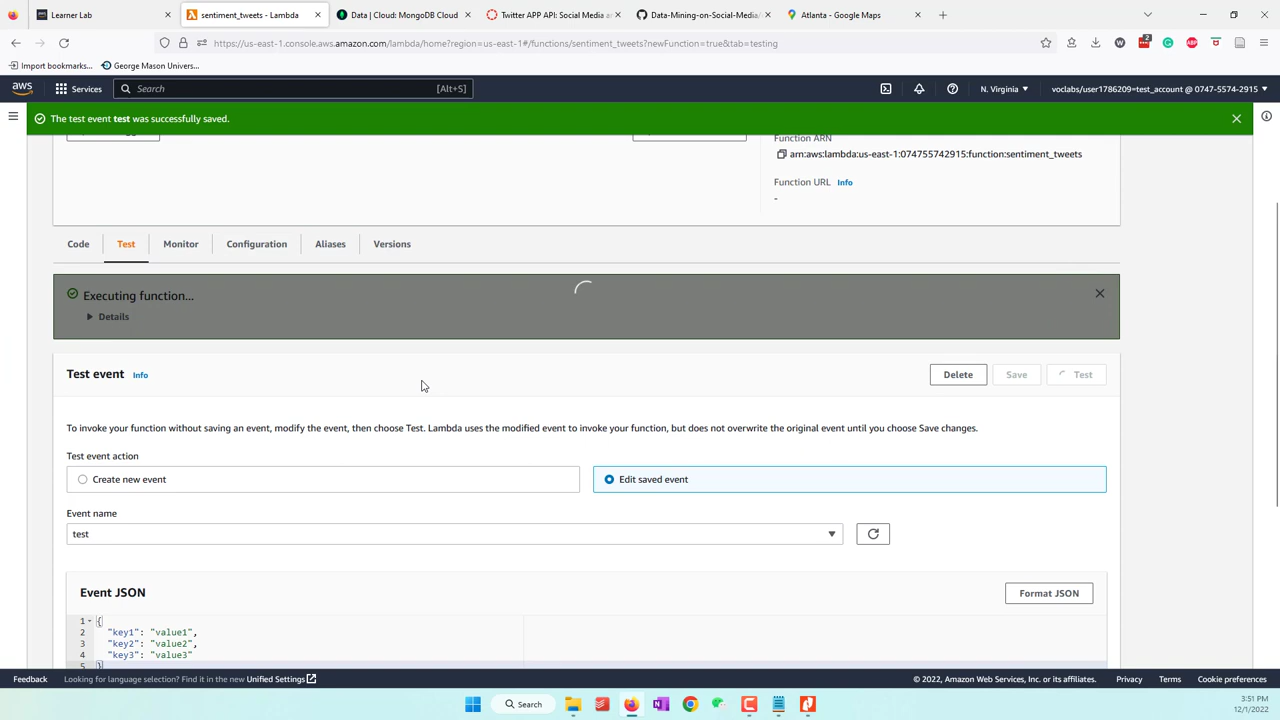 Learner Lab
sentiment_tweets - Lambda
Data | Cloud: MongoDB Cloud
Twitter APP API: Social Media an
Data-Mining-on-Social-Media/
Atlanta - Google Maps
https://us-east-1.console.aws.amazon.com/lambda/home?region=us-east-1#/functions/sentiment_tweets?newFunction=true&tab=testing
2
Import bookmarks...
George Mason Univers...
aws
Services
Search
[Alt+S]
N. Virginia
voclabs/user1786209=test_account @ 0747-5574-2915
The test event test was successfully saved.
Function ARN
arn:aws:lambda:us-east-1:074755742915:function:sentiment_tweets
Function URL
Info
-
Code
Test
Monitor
Configuration
Aliases
Versions
Executing function...
Details
Test event
Info
Delete
Save
Test
To invoke your function without saving an event, modify the event, then choose Test. Lambda uses the modified event to invoke your function, but does not overwrite the original event until you choose Save changes.
Test event action
Create new event
Edit saved event
Event name
test
Event JSON
Format JSON
1 {
2 "key1": "value1",
3 "key2": "value2",
4 "key3": "value3"
5 }
Feedback
Looking for language selection? Find it in the new Unified Settings
© 2022, Amazon Web Services, Inc. or its affiliates.
Privacy
Terms
Cookie preferences
Search
3:51 PM
12/1/2022